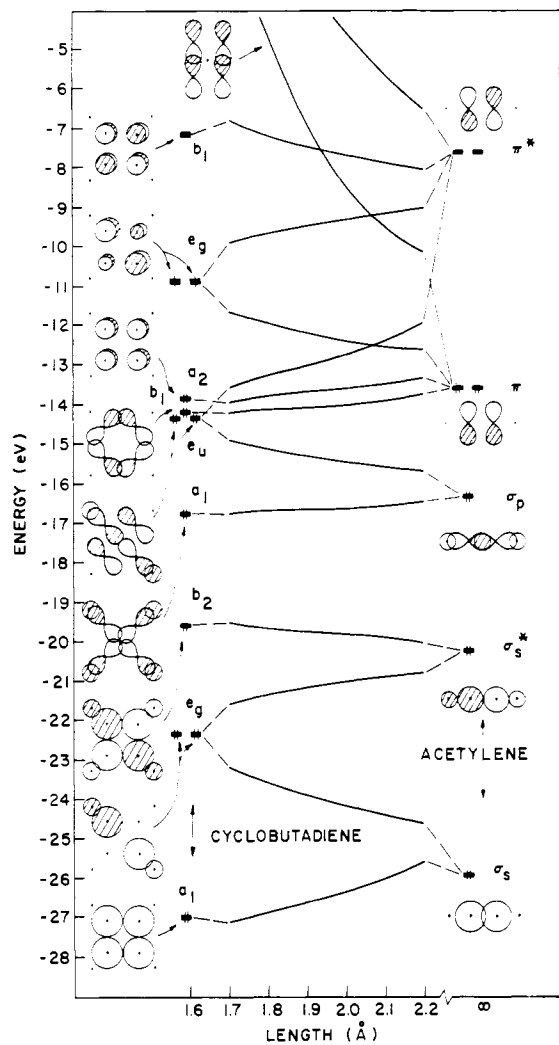 -5
-6
-7
-8
-9
-10
-11
-12
-13
-14
-15
-16
-17
-18
-19
-20
-21
-22
-23
-24
-25
-26
-27
-28
ENERGY (eV)
b1
eg
a2
b1
eu
a1
b2
eg
a1
CYCLOBUTADIENE
π*
π
σp
σs*
ACETYLENE
σs
1.6 1.7 1.8 1.9 2.0 2.1 2.2 ∞
LENGTH (Å)